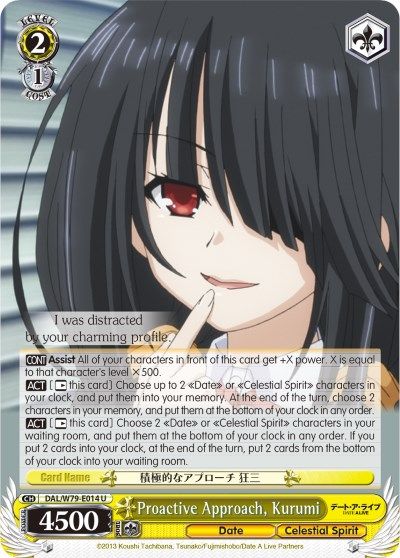 LEVEL
2
1
COST
I was distracted
by your charming profile.
CONT Assist All of your characters in front of this card get +X power. X is equal
to that character's level ×500.
ACT [this card] Choose up to 2 «Date» or «Celestial Spirit» characters in
your clock, and put them into your memory. At the end of the turn, choose 2
characters in your memory, and put them at the bottom of your clock in any order.
ACT [this card] Choose 2 «Date» or «Celestial Spirit» characters in your
waiting room, and put them into your clock in any order. If you
put 2 cards into your clock, at the end of turn, put 2 cards from the bottom
of your clock into your waiting room.
Card Name 積極的なアプローチ 狂三
CD DAL/W79-E014 U
Proactive Approach, Kurumi
デート・ア・ライブ
DATE A LIVE
POWER 4500 SOUL
Date
Celestial Spirit
©2013 Koushi Tachibana, Tsunako/Fujimishobo/Date A Live Partners